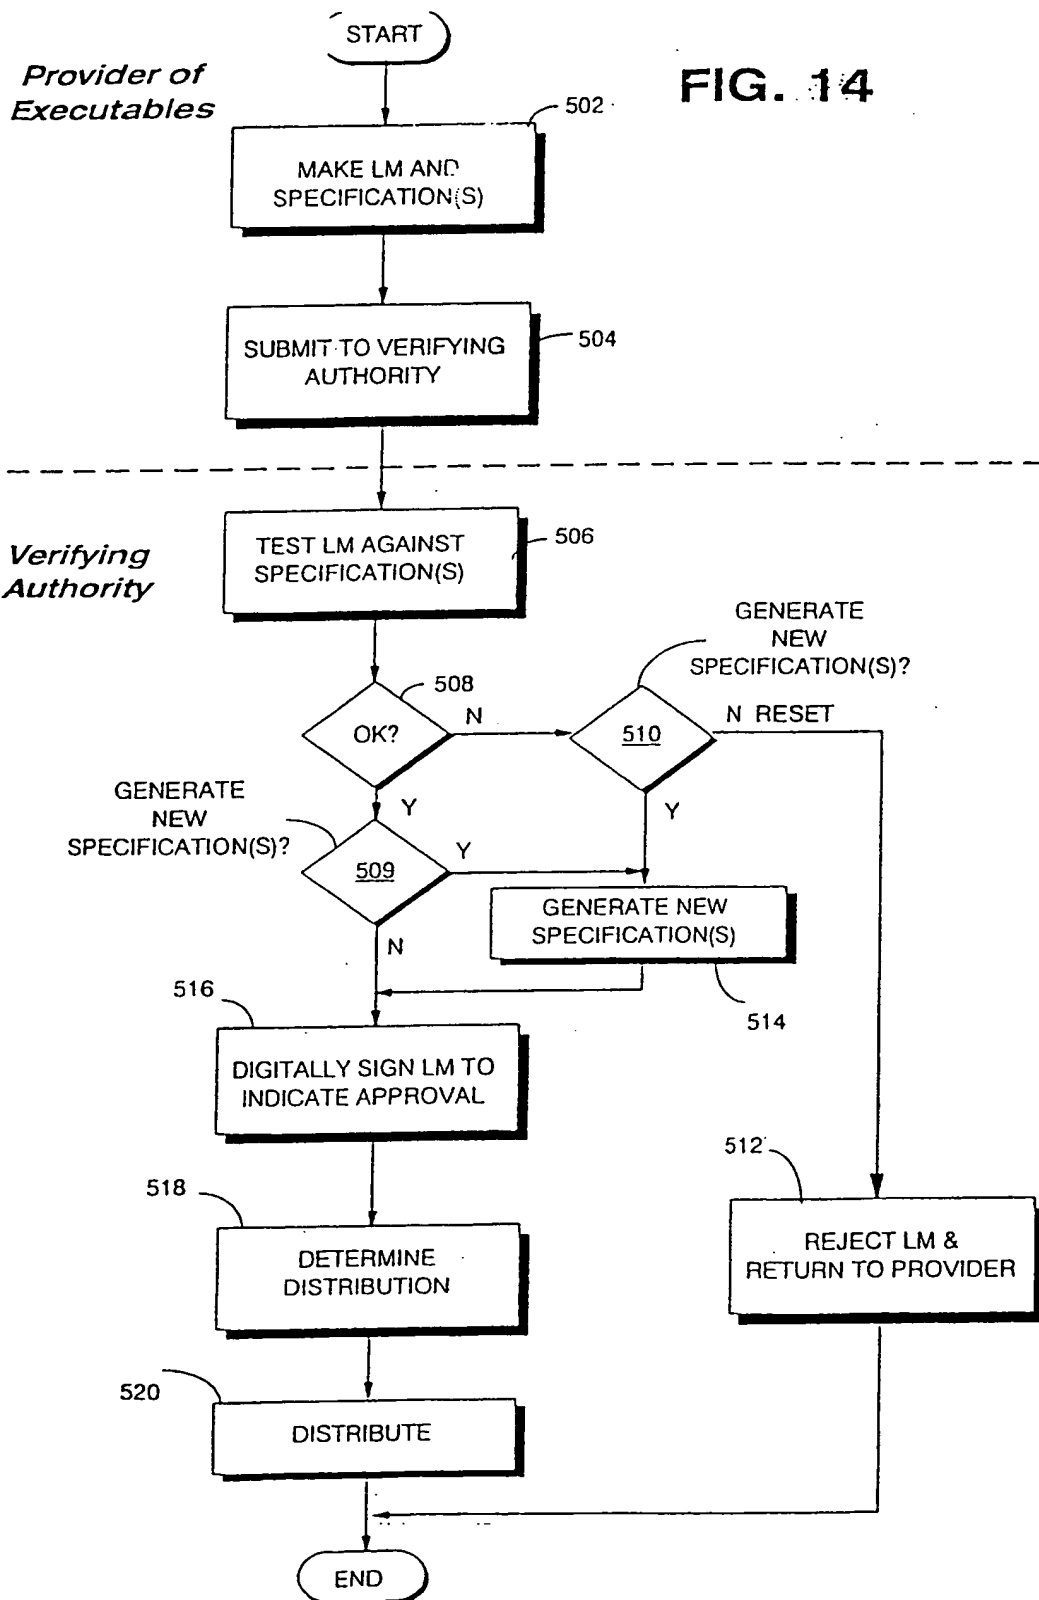 START
Provider of
Executables
FIG. 14
502
MAKE LM AND
SPECIFICATION(S)
SUBMIT TO VERIFYING
AUTHORITY
504
Verifying
Authority
TEST LM AGAINST
SPECIFICATION(S)
506
GENERATE
NEW
SPECIFICATION(S)?
508
OK?
N
510
N RESET
GENERATE
NEW
SPECIFICATION(S)?
Y
Y
509
Y
N
GENERATE NEW
SPECIFICATION(S)
514
516
DIGITALLY SIGN LM TO
INDICATE APPROVAL
512
518
DETERMINE
DISTRIBUTION
REJECT LM &
RETURN TO PROVIDER
520
DISTRIBUTE
END